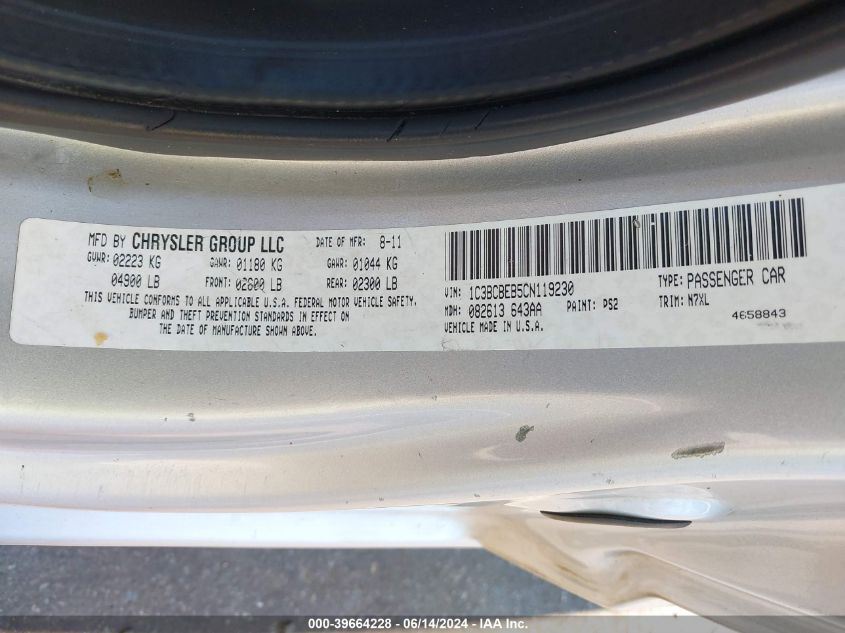 MFD BY CHRYSLER GROUP LLC DATE OF MFR: 8-11
GVWR: 02223 KG GAWR: 01180 KG GAWR: 01044 KG
04900 LB FRONT: 02600 LB REAR: 02300 LB
THIS VEHICLE CONFORMS TO ALL APPLICABLE U.S.A. FEDERAL MOTOR VEHICLE SAFETY,
BUMPER AND THEFT PREVENTION STANDARDS IN EFFECT ON
THE DATE OF MANUFACTURE SHOWN ABOVE.
VIN: 1C3BCBEB5CN119230 TYPE: PASSENGER CAR
MDH: 082613 643AA PAINT: PS2 TRIM: N7XL
VEHICLE MADE IN U.S.A. 4658843
000-39664228 - 06/14/2024 - IAA Inc.